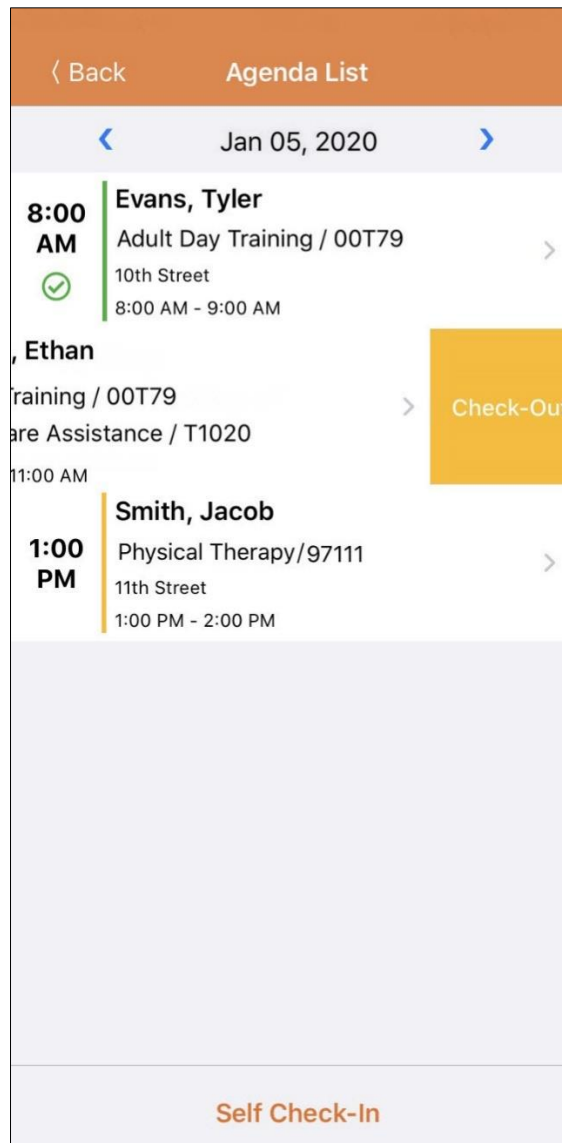 Back Agenda List
Jan 05, 2020
8:00
AM
Evans, Tyler
Adult Day Training / 00T79
10th Street
8:00 AM - 9:00 AM
, Ethan
raining / 00T79
are Assistance / T1020
11:00 AM
Check-Ou
1:00
PM
Smith, Jacob
Physical Therapy/97111
11th Street
1:00 PM - 2:00 PM
Self Check-In